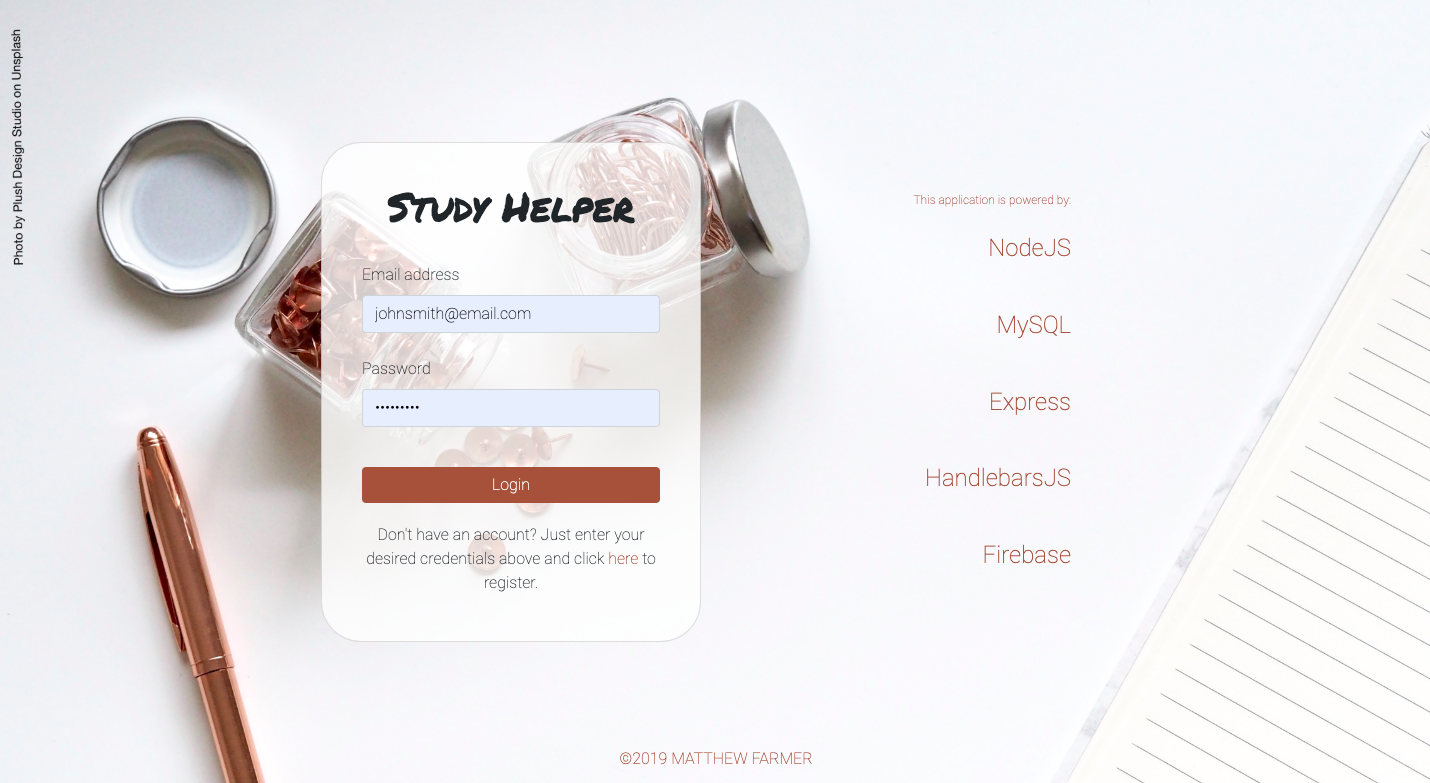 Photo by Plush Design Studio on Unsplash
Study Helper
Email address
johnsmith@email.com
Password
•••••••••
Login
Don't have an account? Just enter your
desired credentials above and click here to
register.
This application is powered by:
NodeJS
MySQL
Express
HandlebarsJS
Firebase
©2019 MATTHEW FARMER